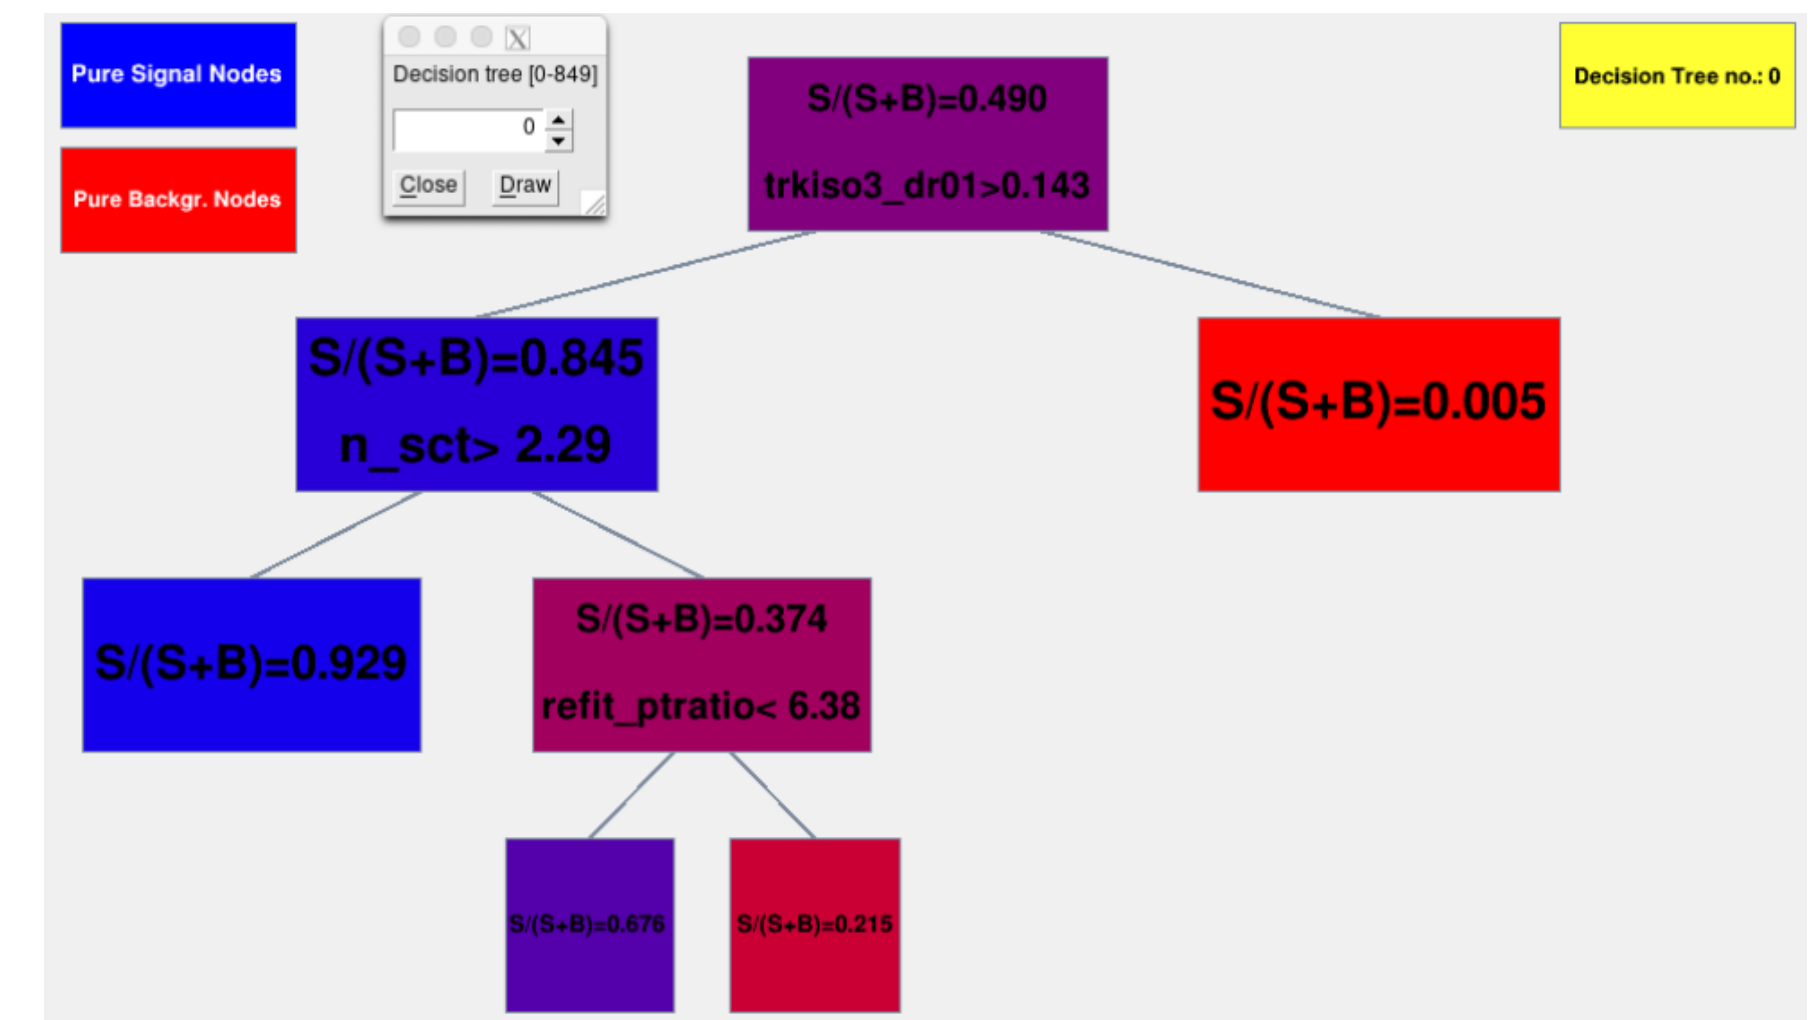 Pure Signal Nodes
Pure Backgr. Nodes
Decision tree [0-849]
0
Close Draw
Decision Tree no.: 0
S/(S+B)=0.490
trkiso3_dr01>0.143
S/(S+B)=0.845
n_sct> 2.29
S/(S+B)=0.005
S/(S+B)=0.929
S/(S+B)=0.374
refit_ptratio< 6.38
S/(S+B)=0.676
S/(S+B)=0.215